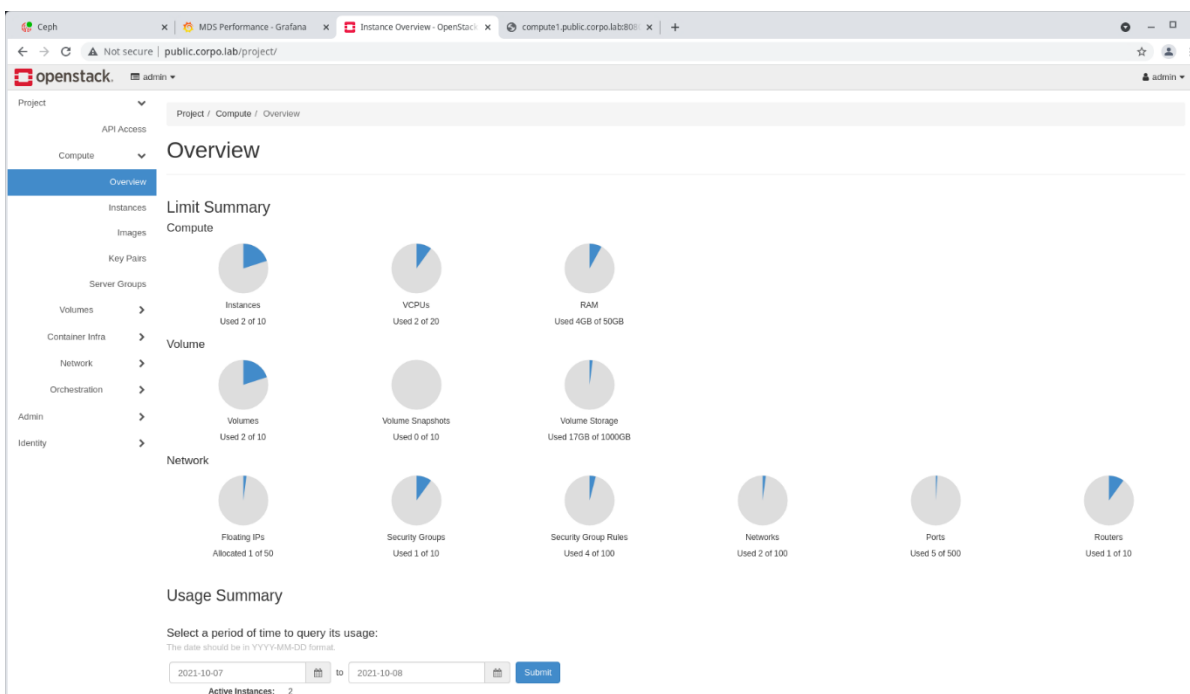 Ceph
MDS Performance - Grafana
Instance Overview - OpenStack
compute1.public.corpo.lab:808
Not secure | public.corpo.lab/project/
openstack. admin admin
Project
API Access
Compute
Overview
Instances
Images
Key Pairs
Server Groups
Volumes
Container Infra
Network
Orchestration
Admin
Identity
Project / Compute / Overview
Overview
Limit Summary
Compute
Instances
Used 2 of 10
VCPUs
Used 2 of 20
RAM
Used 4GB of 50GB
Volume
Volumes
Used 2 of 10
Volume Snapshots
Used 0 of 10
Volume Storage
Used 17GB of 1000GB
Network
Floating IPs
Allocated 1 of 50
Security Groups
Used 1 of 10
Security Group Rules
Used 4 of 100
Networks
Used 2 of 100
Ports
Used 5 of 500
Routers
Used 1 of 10
Usage Summary
Select a period of time to query its usage:
The date should be in YYYY-MM-DD format.
2021-10-07 to 2021-10-08 Submit
Active Instances: 2